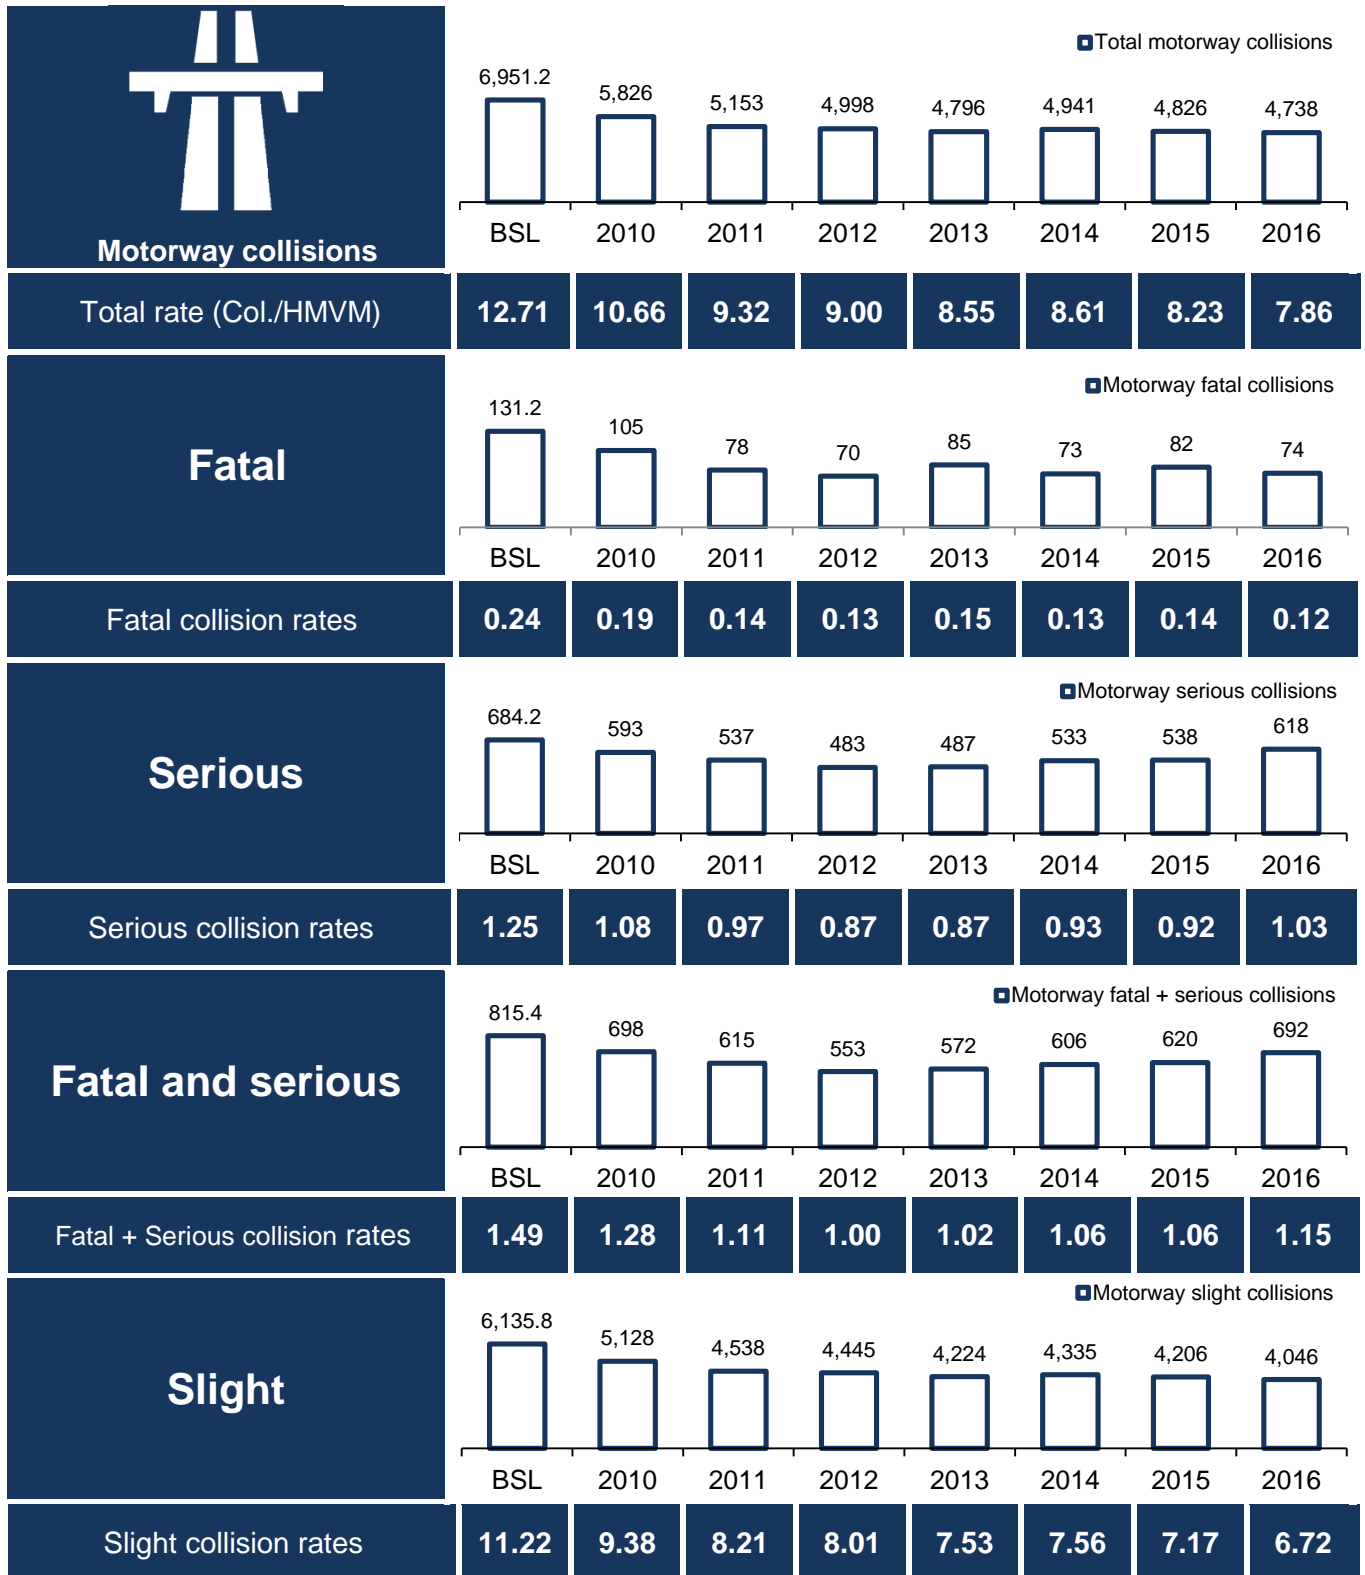 Total motorway collisions
6,951.2 5,826 5,153 4,998 4,796 4,941 4,826 4,738
BSL 2010 2011 2012 2013 2014 2015 2016
Motorway collisions
Total rate (Col./HMVM) 12.71 10.66 9.32 9.00 8.55 8.61 8.23 7.86
Motorway fatal collisions
131.2 105 78 70 85 73 82 74
Fatal
BSL 2010 2011 2012 2013 2014 2015 2016
Fatal collision rates 0.24 0.19 0.14 0.13 0.15 0.13 0.14 0.12
Motorway serious collisions
684.2 593 537 483 487 533 538 618
Serious
BSL 2010 2011 2012 2013 2014 2015 2016
Serious collision rates 1.25 1.08 0.97 0.87 0.87 0.93 0.92 1.03
Motorway fatal + serious collisions
815.4 698 615 553 572 606 620 692
Fatal and serious
BSL 2010 2011 2012 2013 2014 2015 2016
Fatal + Serious collision rates 1.49 1.28 1.11 1.00 1.02 1.06 1.06 1.15
Motorway slight collisions
6,135.8 5,128 4,538 4,445 4,224 4,335 4,206 4,046
Slight
BSL 2010 2011 2012 2013 2014 2015 2016
Slight collision rates 11.22 9.38 8.21 8.01 7.53 7.56 7.17 6.72